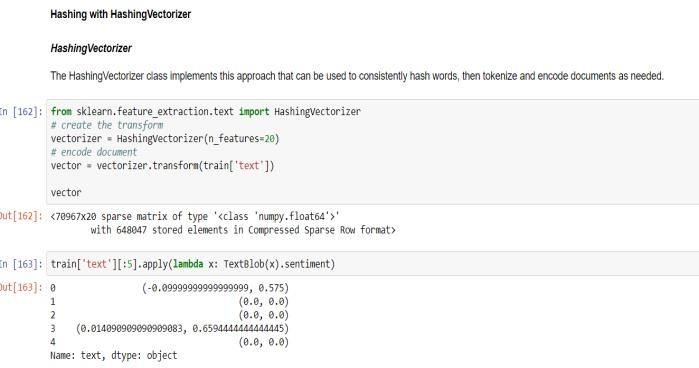 Hashing with HashingVectorizer
HashingVectorizer
The HashingVectorizer class implements this approach that can be used to consistently hash words, then tokenize and encode documents as needed.
In [162]: from sklearn.feature_extraction.text import HashingVectorizer
# create the transform
vectorizer = HashingVectorizer(n_features=20)
# encode document
vector = vectorizer.transform(train['text'])
vector
Out[162]: <70967x20 sparse matrix of type '<class 'numpy.float64'>'
with 648047 stored elements in Compressed Sparse Row format>
In [163]: train['text'][:5].apply(lambda x: TextBlob(x).sentiment)
Out[163]: 0 (-0.09999999999999999, 0.575)
1 (0.0, 0.0)
2 (0.0, 0.0)
3 (0.014090909090909083, 0.6594444444444445)
4 (0.0, 0.0)
Name: text, dtype: object